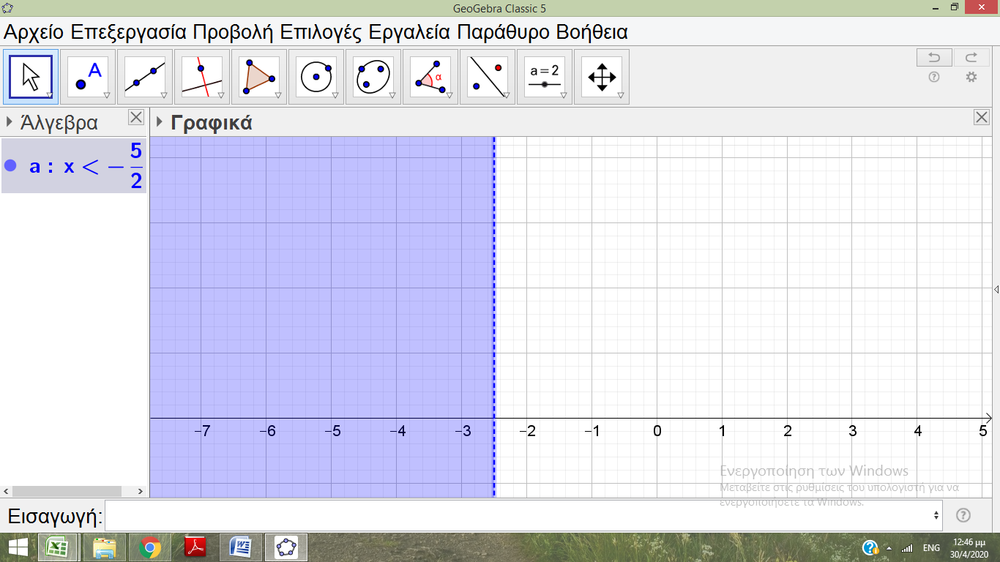 GeoGebra Classic 5
Αρχείο Επεξεργασία Προβολή Επιλογές Εργαλεία Παράθυρο Βοήθεια
A
α
a = 2
Άλγεβρα
Γραφικά
a : x < − 5/2
−7 −6 −5 −4 −3 −2 −1 0 1 2 3 4 5
Ενεργοποίηση των Windows
Μεταβείτε στις ρυθμίσεις του υπολογιστή για να
ενεργοποιήσετε τα Windows.
Εισαγωγή:
ENG
12:46 μμ
30/4/2020